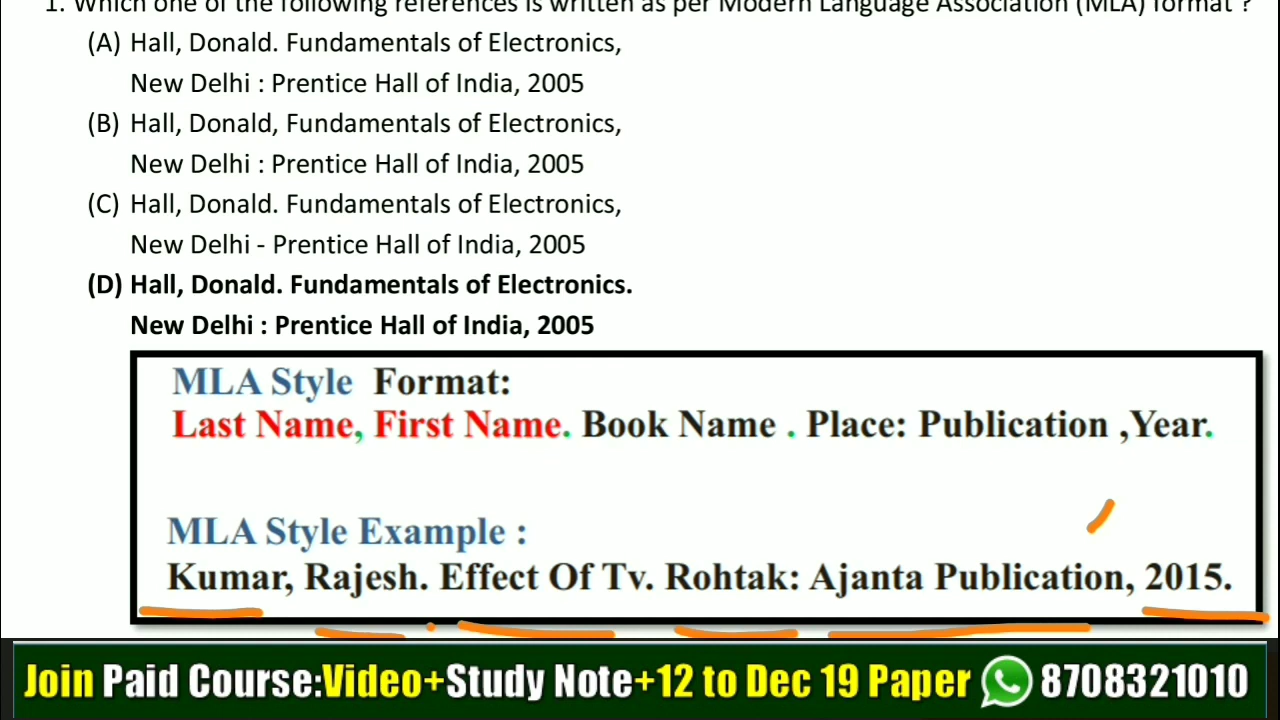 1. Which one of the following references is written as per Modern Language Association (MLA) format ?
(A) Hall, Donald. Fundamentals of Electronics,
New Delhi : Prentice Hall of India, 2005
(B) Hall, Donald, Fundamentals of Electronics,
New Delhi : Prentice Hall of India, 2005
(C) Hall, Donald. Fundamentals of Electronics,
New Delhi - Prentice Hall of India, 2005
(D) Hall, Donald. Fundamentals of Electronics.
New Delhi : Prentice Hall of India, 2005
MLA Style Format:
Last Name, First Name. Book Name . Place: Publication ,Year.
MLA Style Example :
Kumar, Rajesh. Effect Of Tv. Rohtak: Ajanta Publication, 2015.
Join Paid Course:Video+Study Note+12 to Dec 19 Paper 8708321010